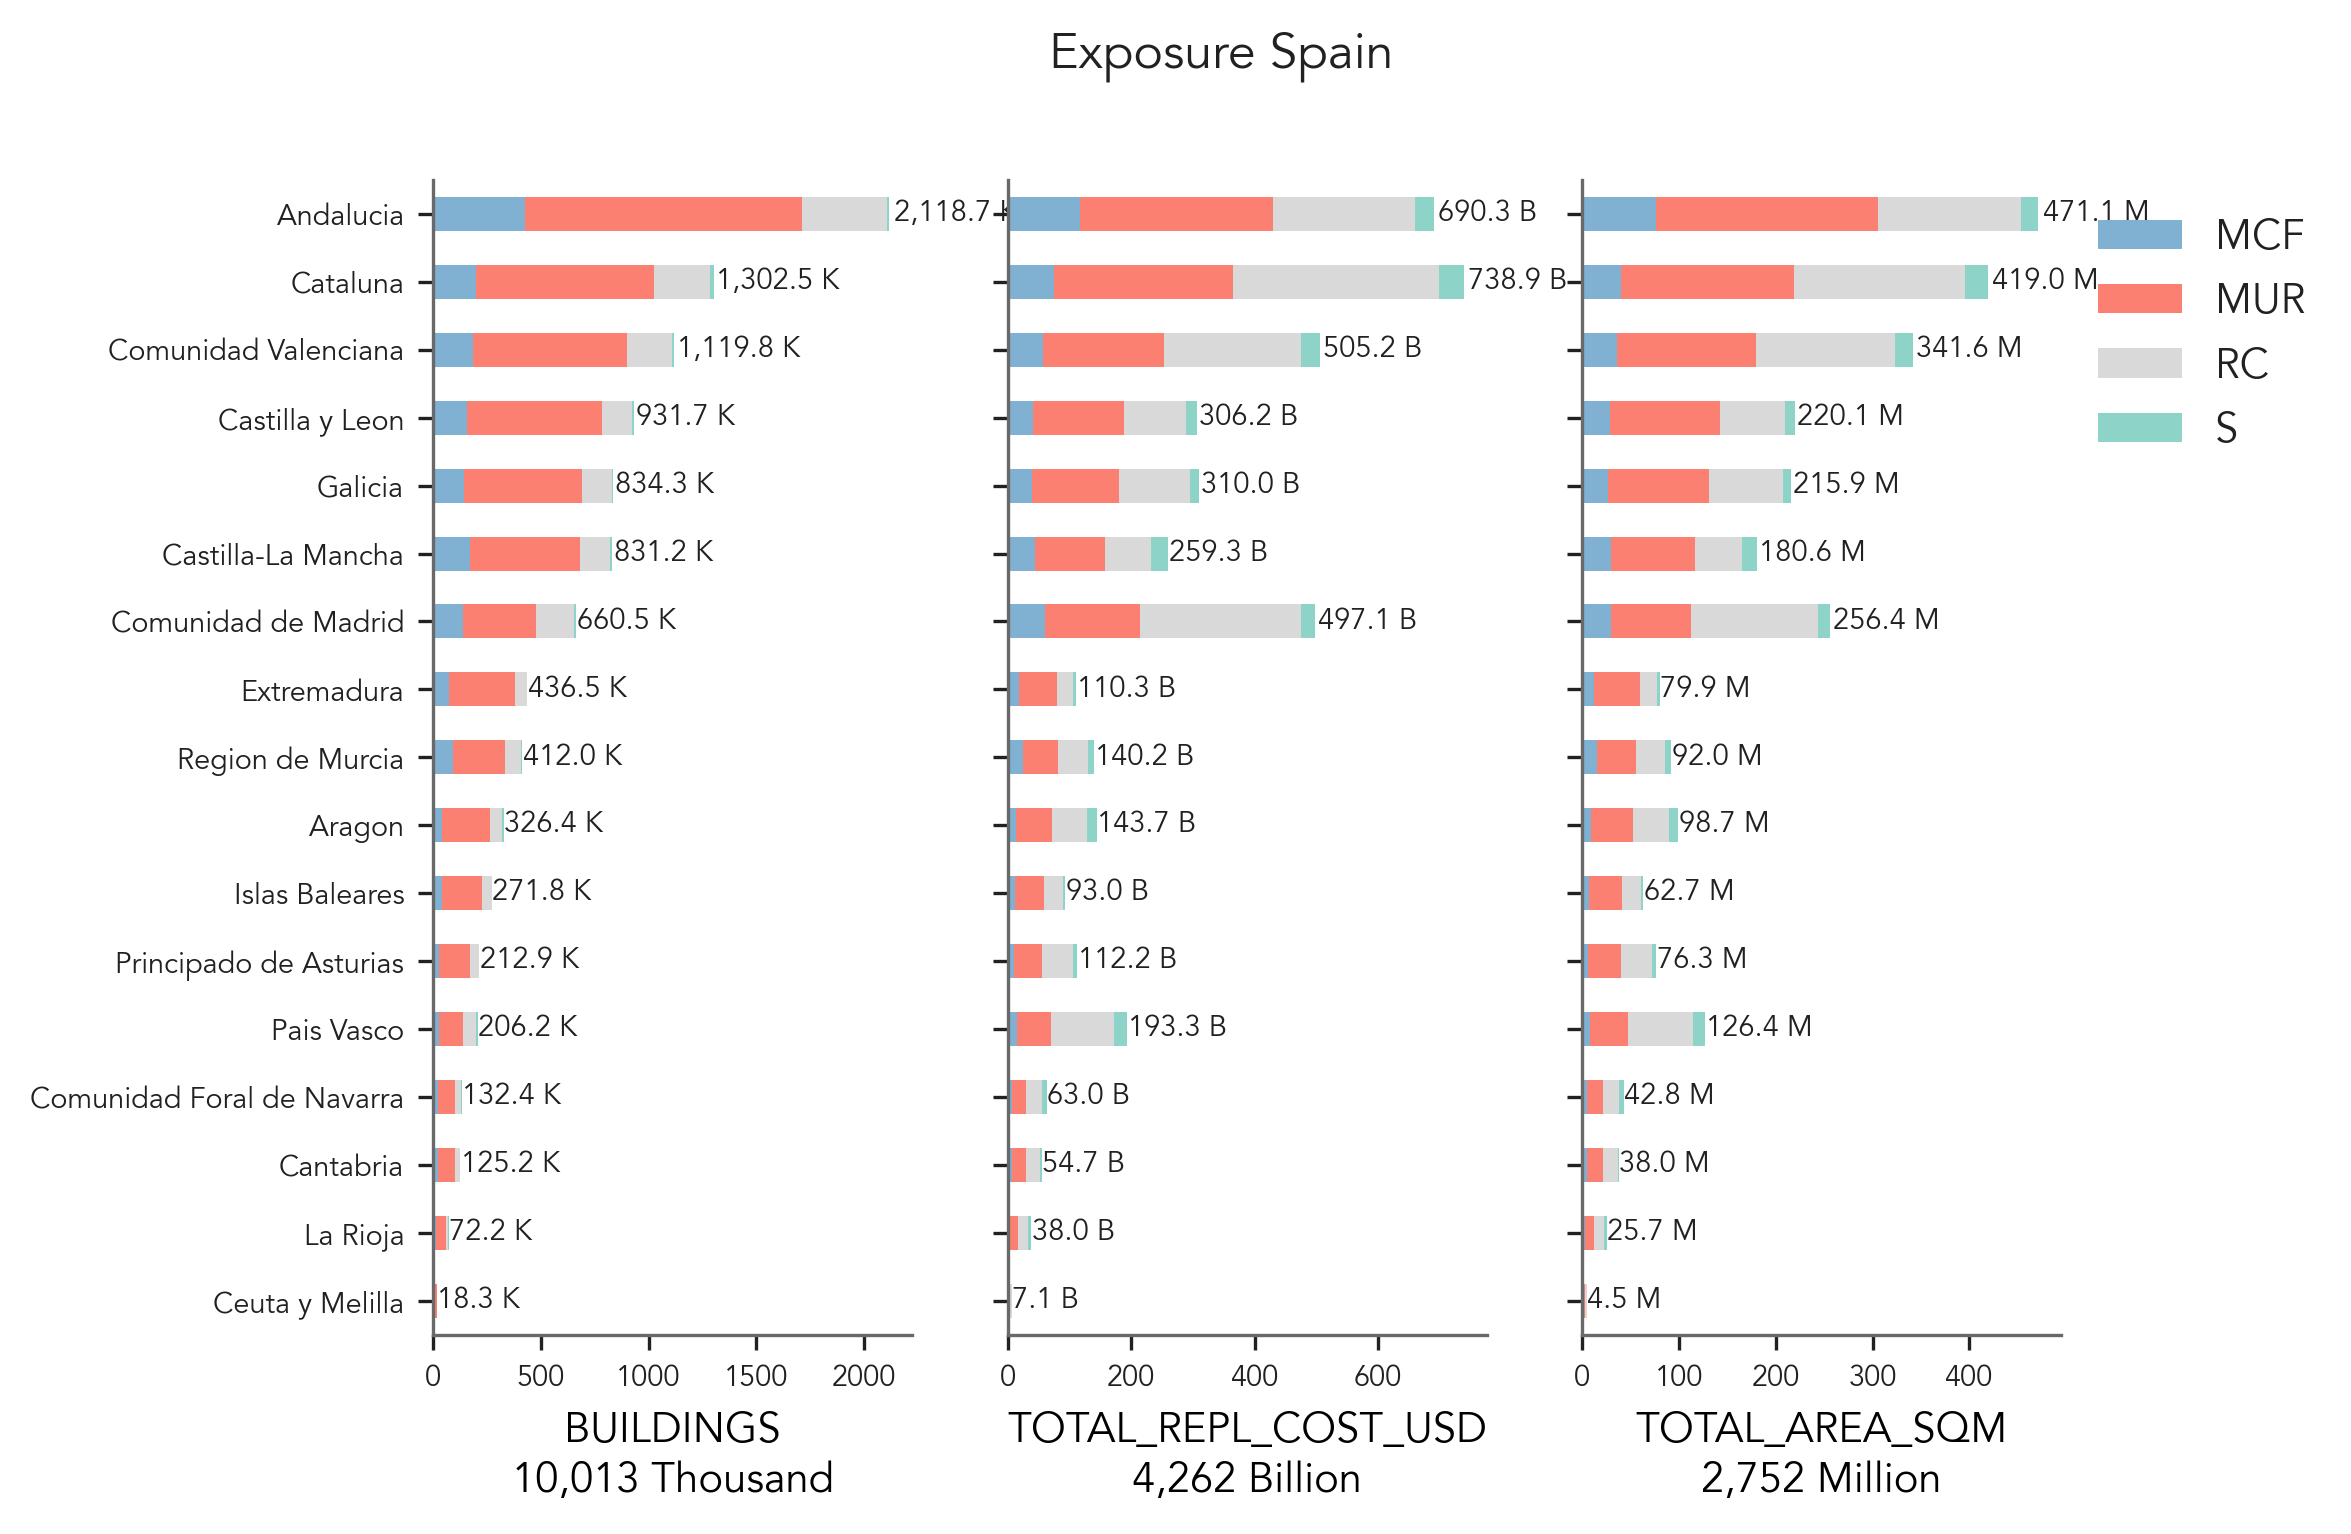 Exposure Spain
Andalucia
Cataluna
Comunidad Valenciana
Castilla y Leon
Galicia
Castilla-La Mancha
Comunidad de Madrid
Extremadura
Region de Murcia
Aragon
Islas Baleares
Principado de Asturias
Pais Vasco
Comunidad Foral de Navarra
Cantabria
La Rioja
Ceuta y Melilla
2,118.7 K
1,302.5 K
1,119.8 K
931.7 K
834.3 K
831.2 K
660.5 K
436.5 K
412.0 K
326.4 K
271.8 K
212.9 K
206.2 K
132.4 K
125.2 K
72.2 K
18.3 K
0 500 1000 1500 2000
BUILDINGS
10,013 Thousand
690.3 B
738.9 B
505.2 B
306.2 B
310.0 B
259.3 B
497.1 B
110.3 B
140.2 B
143.7 B
93.0 B
112.2 B
193.3 B
63.0 B
54.7 B
38.0 B
7.1 B
0 200 400 600
TOTAL_REPL_COST_USD
4,262 Billion
471.1 M
419.0 M
341.6 M
220.1 M
215.9 M
180.6 M
256.4 M
79.9 M
92.0 M
98.7 M
62.7 M
76.3 M
126.4 M
42.8 M
38.0 M
25.7 M
4.5 M
0 100 200 300 400
TOTAL_AREA_SQM
2,752 Million
MCF
MUR
RC
S